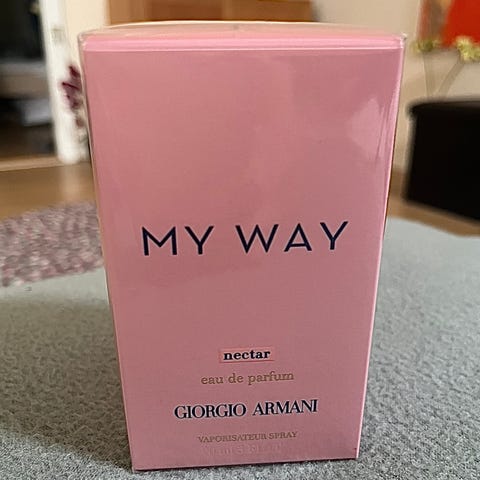 MY WAY
nectar
eau de parfum
GIORGIO ARMANI
VAPORISATEUR SPRAY